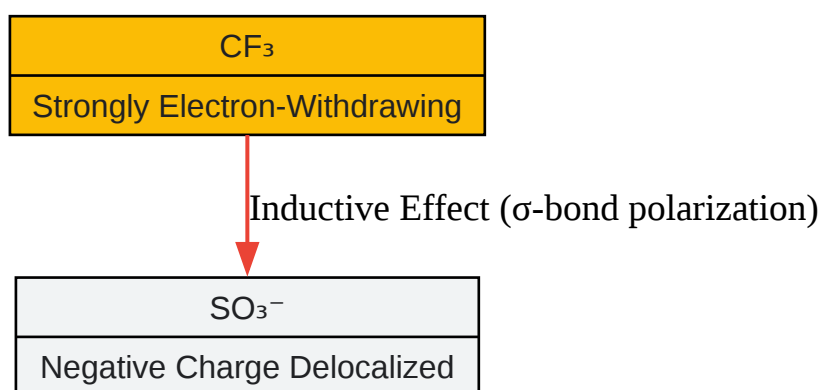 CF₃
Strongly Electron-Withdrawing
Inductive Effect (σ-bond polarization)
SO₃⁻
Negative Charge Delocalized